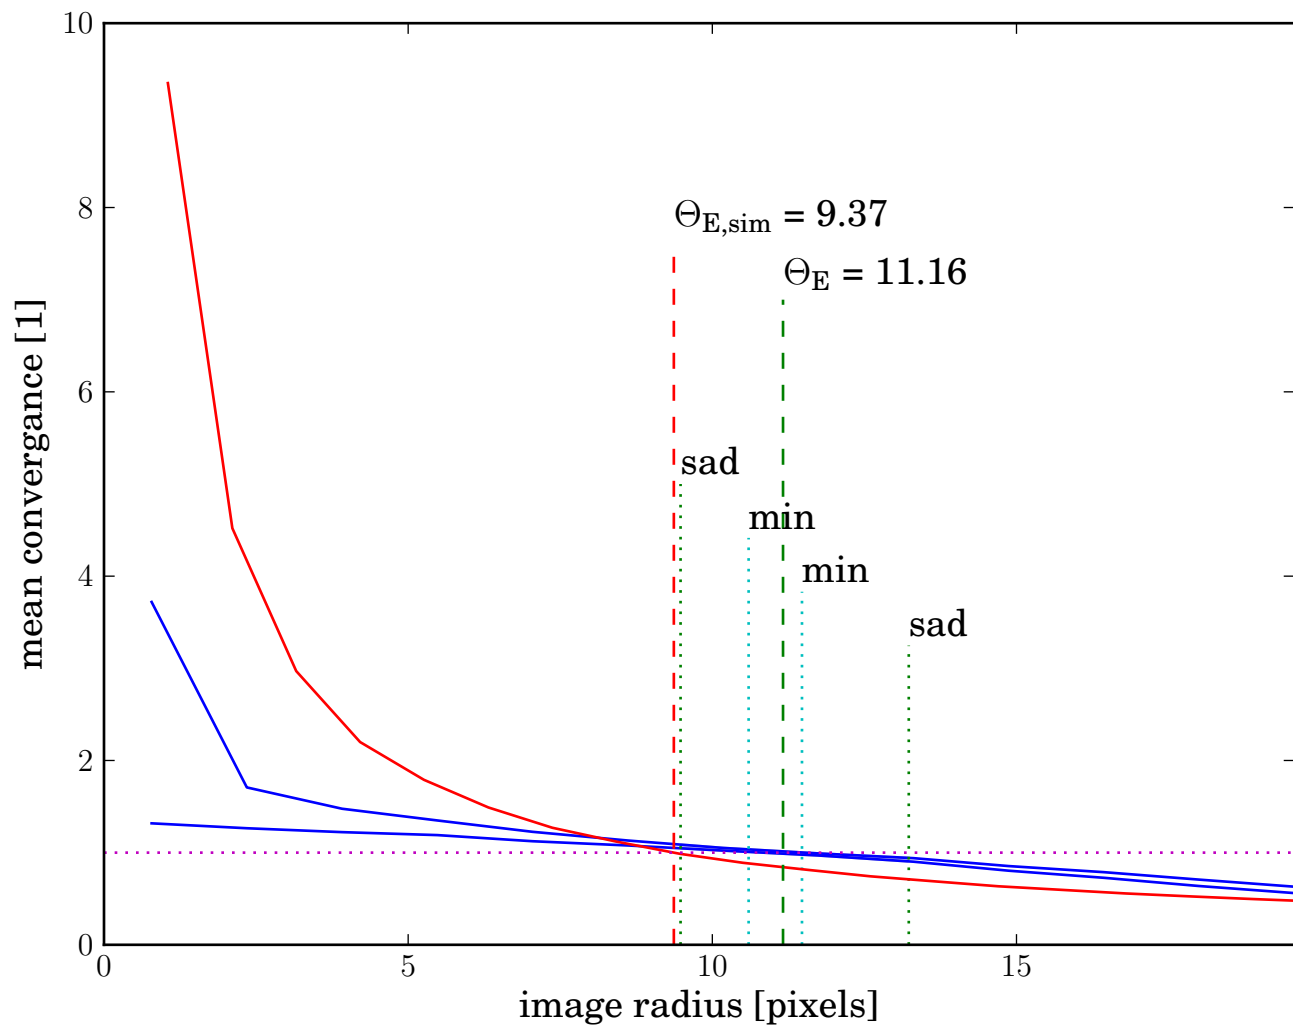 10
8
6
4
2
0
mean convergance [1]
Θ_E,sim = 9.37
Θ_E = 11.16
sad
min
min
sad
0 5 10 15
image radius [pixels]